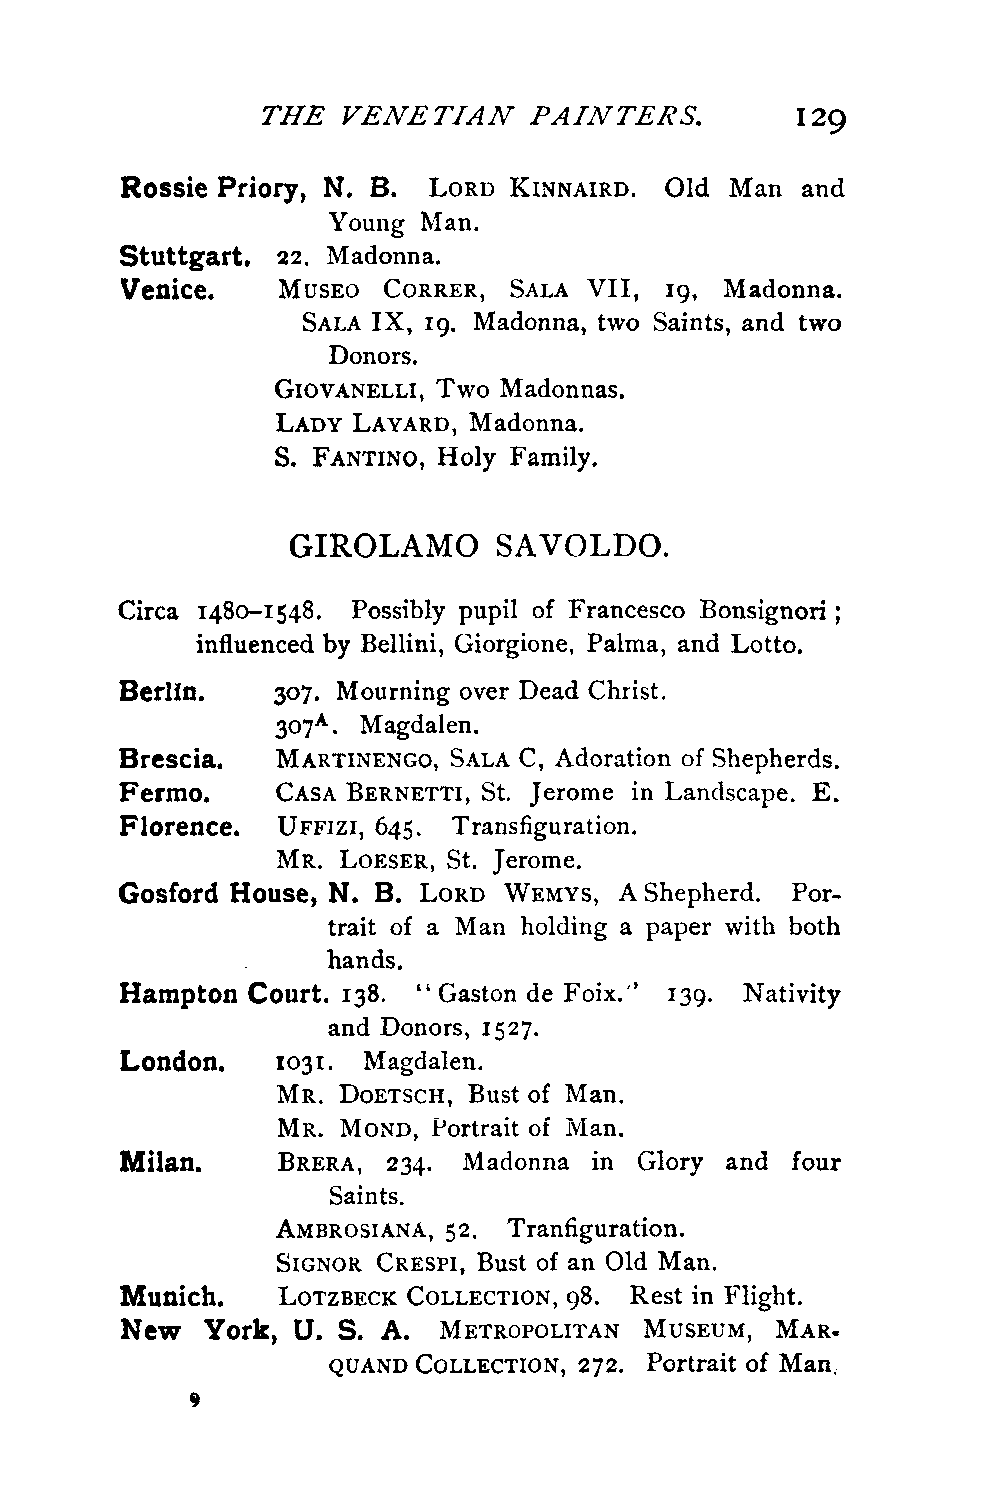 THE VENETIAN PAINTERS. 129
Rossie Priory, N. B. LORD KINNAIRD. Old Man and
Young Man.
Stuttgart. 22. Madonna.
Venice. MUSEO CORRER, SALA VII, 19, Madonna.
SALA IX, 19. Madonna, two Saints, and two
Donors.
GIOVANELLI, Two Madonnas.
LADY LAYARD, Madonna.
S. FANTINO, Holy Family.
GIROLAMO SAVOLDO.
Circa 1480–1548. Possibly pupil of Francesco Bonsignori;
influenced by Bellini, Giorgione, Palma, and Lotto.
Berlin. 307. Mourning over Dead Christ.
307ᴬ. Magdalen.
Brescia. MARTINENGO, SALA C, Adoration of Shepherds.
Fermo. CASA BERNETTI, St. Jerome in Landscape. E.
Florence. UFFIZI, 645. Transfiguration.
MR. LOESER, St. Jerome.
Gosford House, N. B. LORD WEMYS, A Shepherd. Por-
trait of a Man holding a paper with both
hands.
Hampton Court. 138. "Gaston de Foix." 139. Nativity
and Donors, 1527.
London. 1031. Magdalen.
MR. DOETSCH, Bust of Man.
MR. MOND, Portrait of Man.
Milan. BRERA, 234. Madonna in Glory and four
Saints.
AMBROSIANA, 52. Tranfiguration.
SIGNOR CRESPI, Bust of an Old Man.
Munich. LOTZBECK COLLECTION, 98. Rest in Flight.
New York, U. S. A. METROPOLITAN MUSEUM, MAR-
QUAND COLLECTION, 272. Portrait of Man.
9